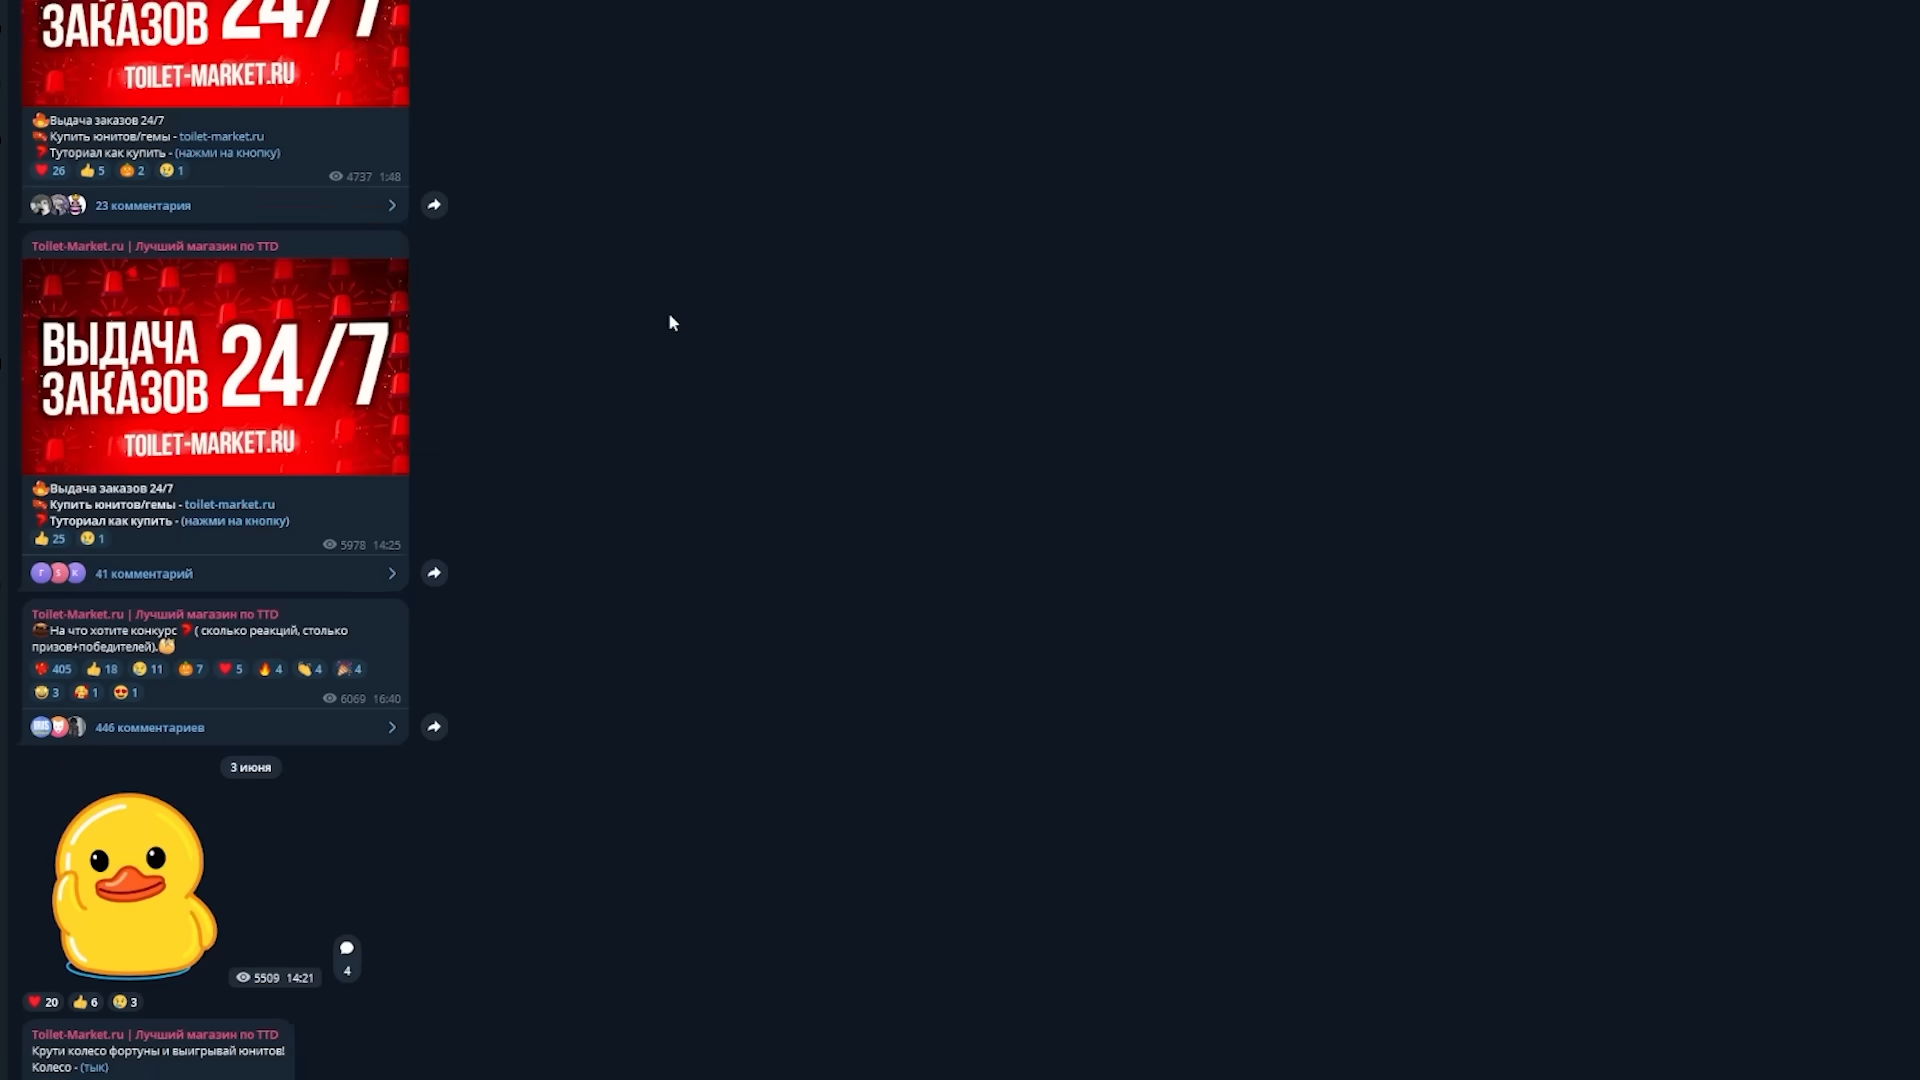 ЗАКАЗОВ 24/7
TOILET-MARKET.RU
Выдача заказов 24/7
Купить юнитов/гемы - toilet-market.ru
Туториал как купить - (нажми на кнопку)
26 5 2 1
4737 1:48
23 комментария
Toilet-Market.ru | Лучший магазин по TTD
ВЫДАЧА
ЗАКАЗОВ 24/7
TOILET-MARKET.RU
Выдача заказов 24/7
Купить юнитов/гемы - toilet-market.ru
Туториал как купить - (нажми на кнопку)
25 1
5978 14:25
Г S K
41 комментарий
Toilet-Market.ru | Лучший магазин по TTD
На что хотите конкурс ( сколько реакций, столько
призов+победителей).
405 18 11 7 5 4 4 4
3 1 1
6069 16:40
446 комментариев
3 июня
4
5509 14:21
20 6 3
Toilet-Market.ru | Лучший магазин по TTD
Крути колесо фортуны и выигрывай юнитов!
Колесо - (тык)